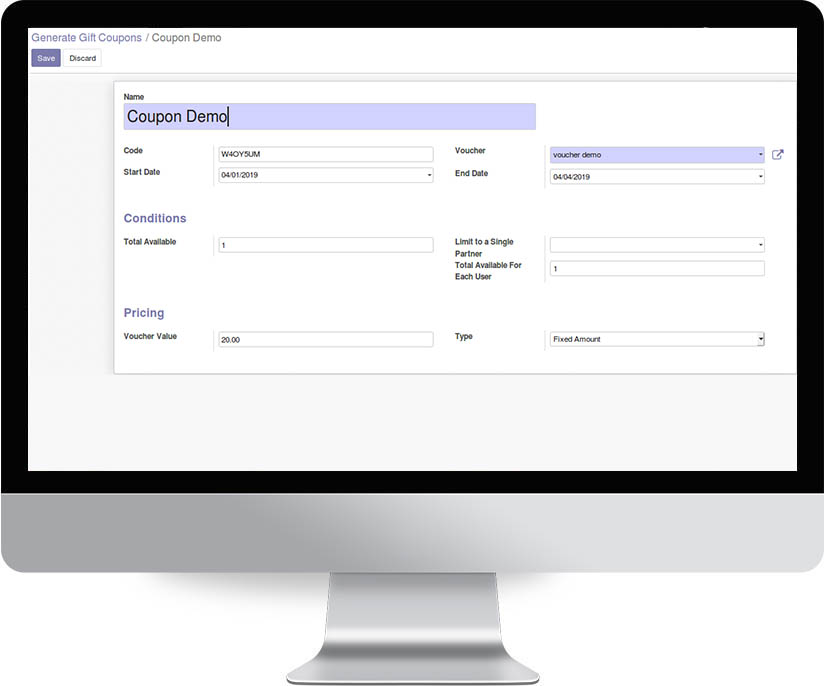 Generate Gift Coupons / Coupon Demo
Save Discard
Name
Coupon Demo
Code W4OY5UM Voucher voucher demo
Start Date 04/01/2019 End Date 04/04/2019
Conditions
Total Available 1 Limit to a Single
Partner
Total Available For
Each User 1
Pricing
Voucher Value 20.00 Type Fixed Amount